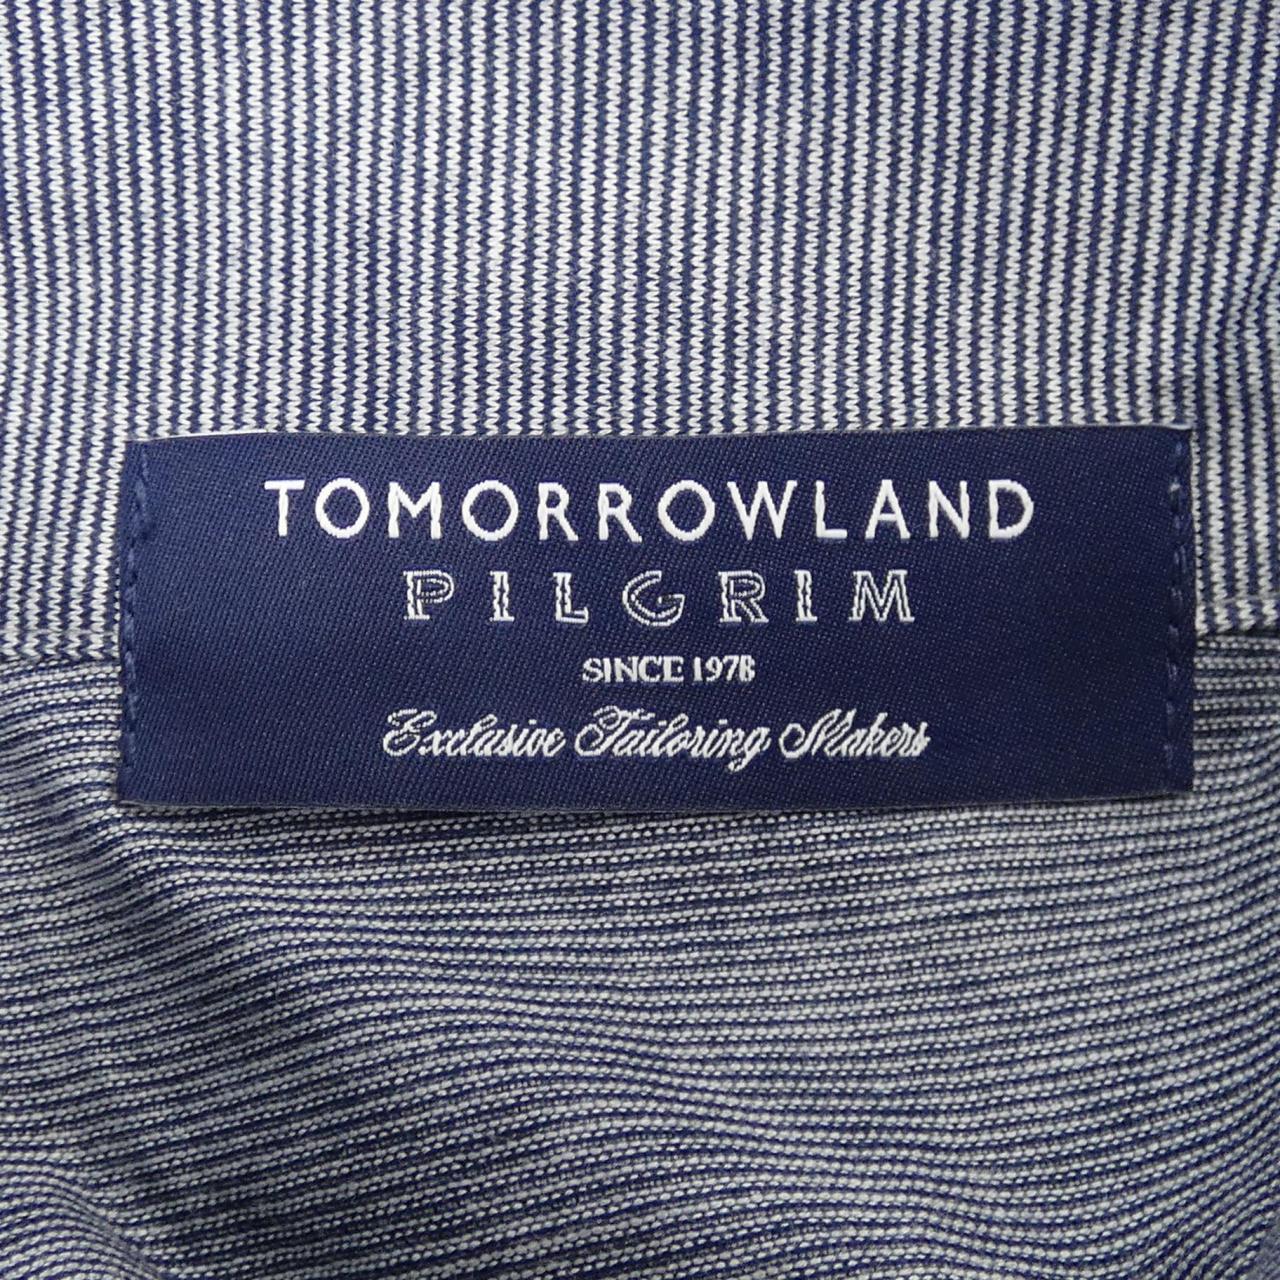 TOMORROWLAND
PILGRIM
SINCE 1978
Exclusive Tailoring Makers